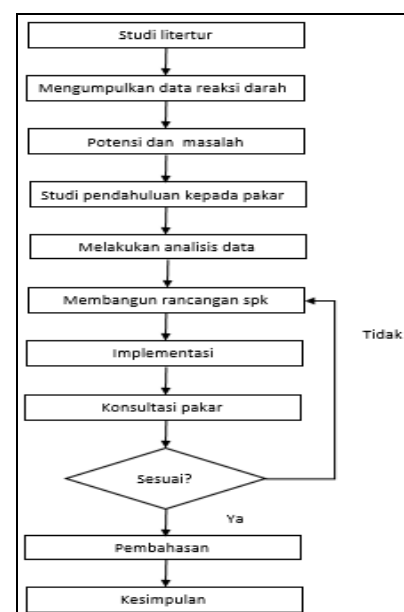 Studi litertur
Mengumpulkan data reaksi darah
Potensi dan masalah
Studi pendahuluan kepada pakar
Melakukan analisis data
Membangun rancangan spk
Tidak
Implementasi
Konsultasi pakar
Sesuai?
Ya
Pembahasan
Kesimpulan